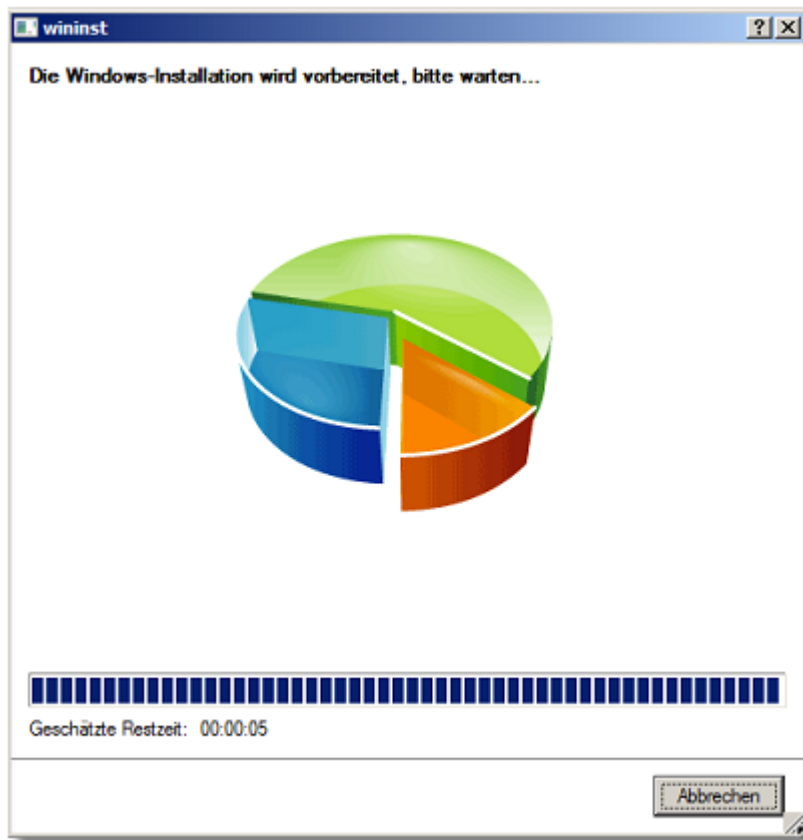 wininst
Die Windows-Installation wird vorbereitet, bitte warten...
Geschätzte Restzeit: 00:00:05
Abbrechen